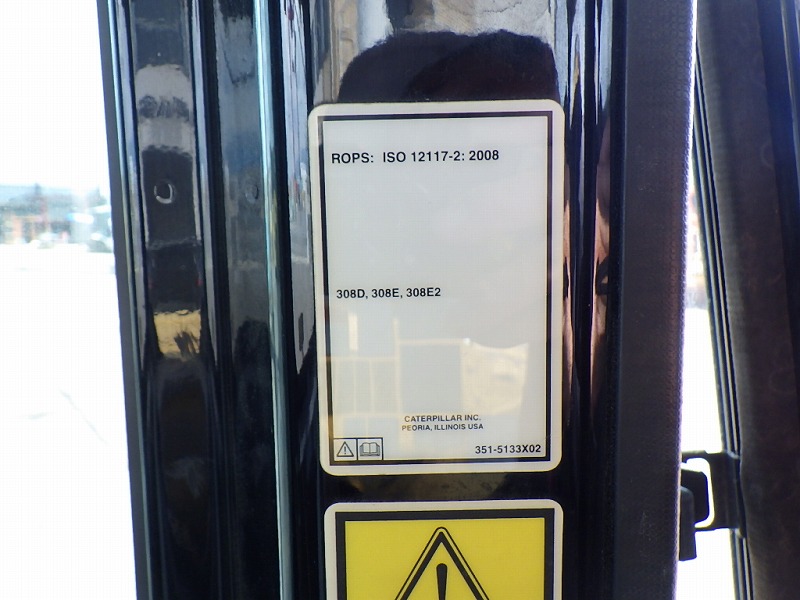 ROPS: ISO 12117-2: 2008
308D, 308E, 308E2
CATERPILLAR INC.
PEORIA, ILLINOIS USA
351-5133X02